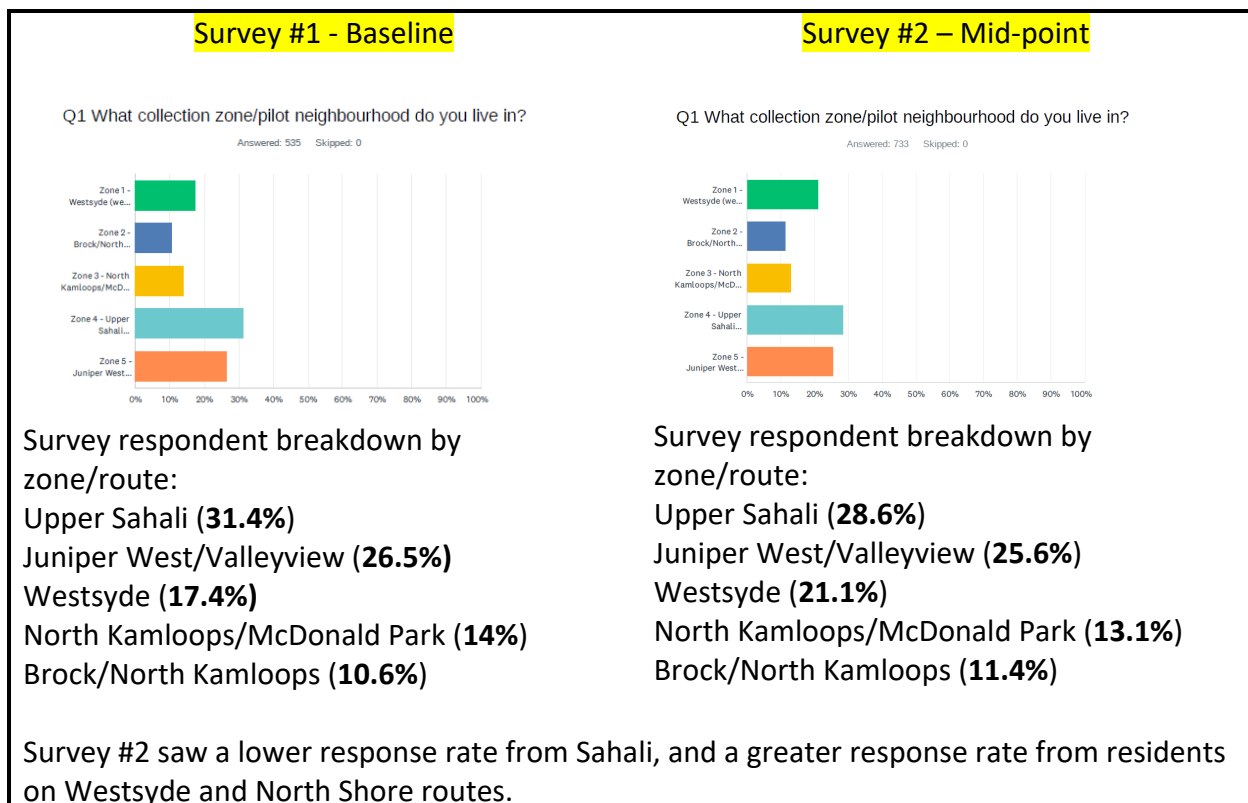 Survey #1 - Baseline
Q1 What collection zone/pilot neighbourhood do you live in?
Answered: 535 Skipped: 0
Zone 1 -
Westsyde (we...
Zone 2 -
Brock/North...
Zone 3 - North
Kamloops/McD...
Zone 4 - Upper
Sahali...
Zone 5 -
Juniper West...
0% 10% 20% 30% 40% 50% 60% 70% 80% 90% 100%
Survey respondent breakdown by
zone/route:
Upper Sahali (31.4%)
Juniper West/Valleyview (26.5%)
Westsyde (17.4%)
North Kamloops/McDonald Park (14%)
Brock/North Kamloops (10.6%)
Survey #2 – Mid-point
Q1 What collection zone/pilot neighbourhood do you live in?
Answered: 733 Skipped: 0
Zone 1 -
Westsyde (we...
Zone 2 -
Brock/North...
Zone 3 - North
Kamloops/McD...
Zone 4 - Upper
Sahali...
Zone 5 -
Juniper West...
0% 10% 20% 30% 40% 50% 60% 70% 80% 90% 100%
Survey respondent breakdown by
zone/route:
Upper Sahali (28.6%)
Juniper West/Valleyview (25.6%)
Westsyde (21.1%)
North Kamloops/McDonald Park (13.1%)
Brock/North Kamloops (11.4%)
Survey #2 saw a lower response rate from Sahali, and a greater response rate from residents
on Westsyde and North Shore routes.